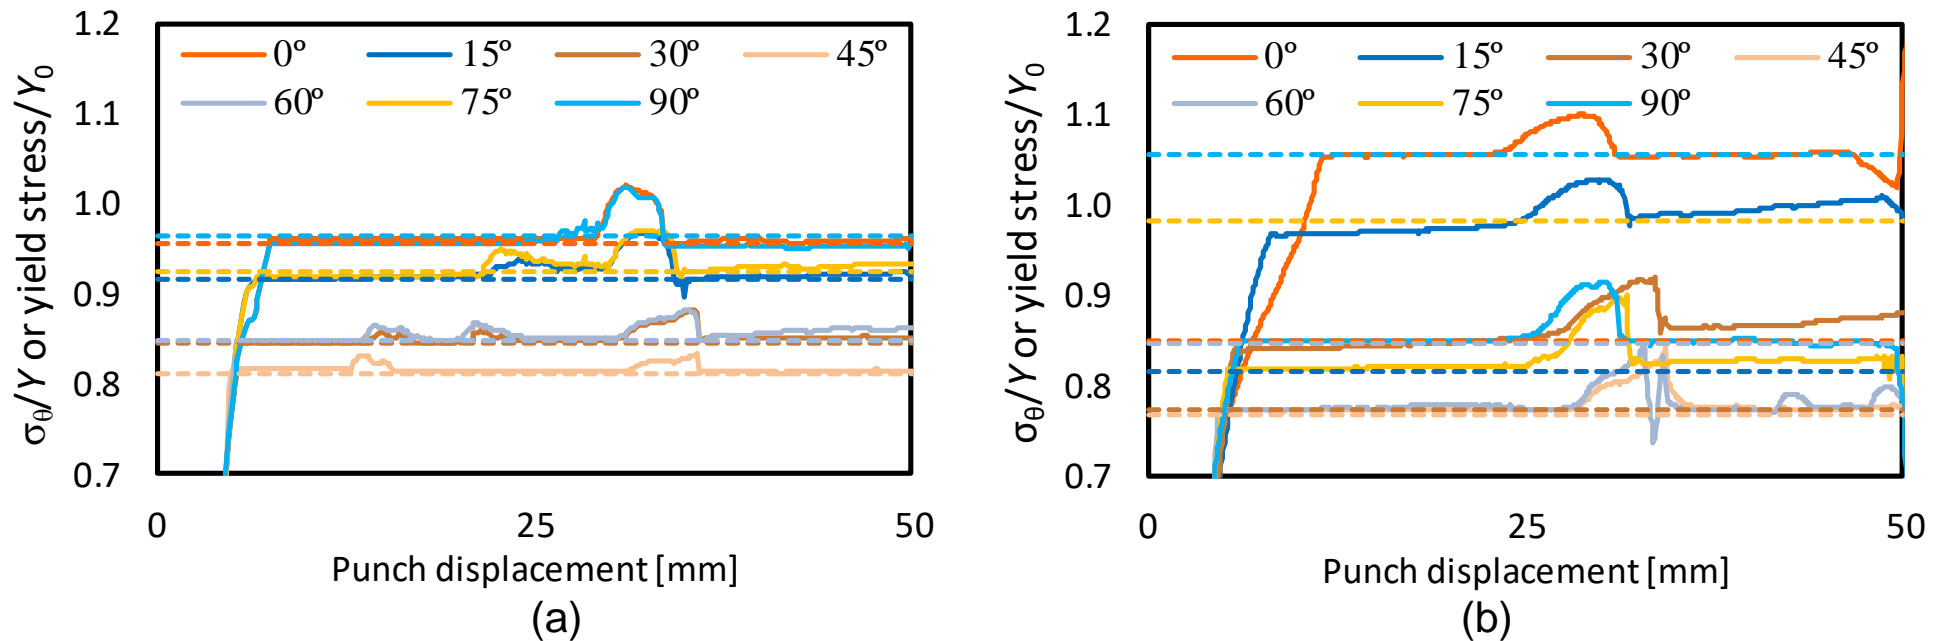 1.2
1.1
1.0
0.9
0.8
0.7
σθ/Y or yield stress/Y0
0º 15º 30º 45º
60º 75º 90º
0 25 50
Punch displacement [mm]
(a)
1.2
1.1
1.0
0.9
0.8
0.7
σθ/Y or yield stress/Y0
0º 15º 30º 45º
60º 75º 90º
0 25 50
Punch displacement [mm]
(b)